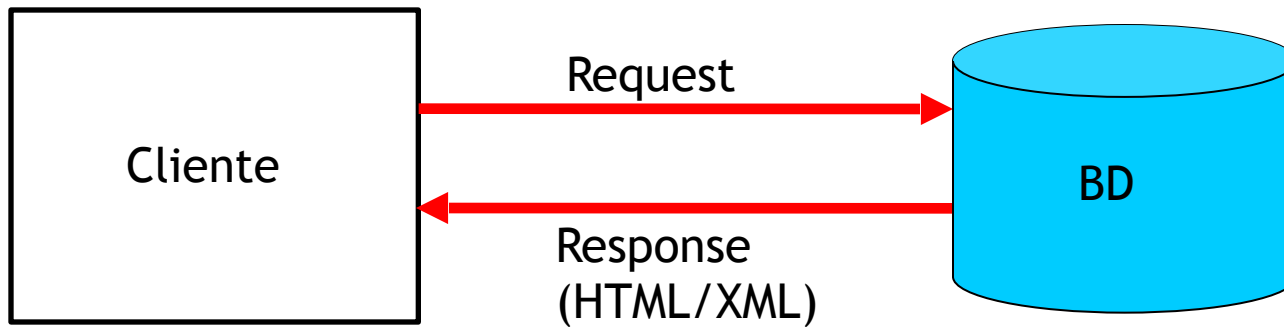 Request
Cliente
BD
Response
(HTML/XML)